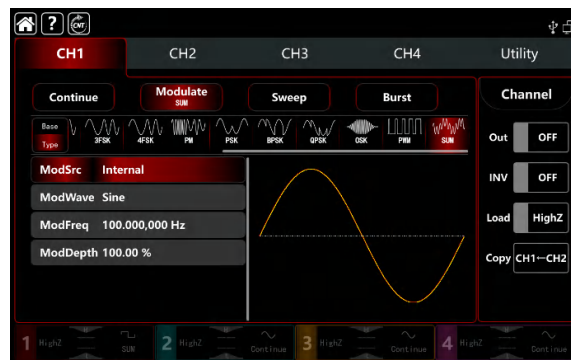 ? CNT
CH1 CH2 CH3 CH4 Utility
Continue Modulate SUM Sweep Burst Channel
Base Type 3FSK 4FSK PM PSK BPSK QPSK OSK PWM SUM
Out OFF
ModSrc Internal
INV OFF
ModWave Sine
ModFreq 100.000,000 Hz
Load HighZ
ModDepth 100.00 %
Copy CH1←CH2
1 HighZ SUM 2 HighZ Continue 3 HighZ Continue 4 HighZ Continue